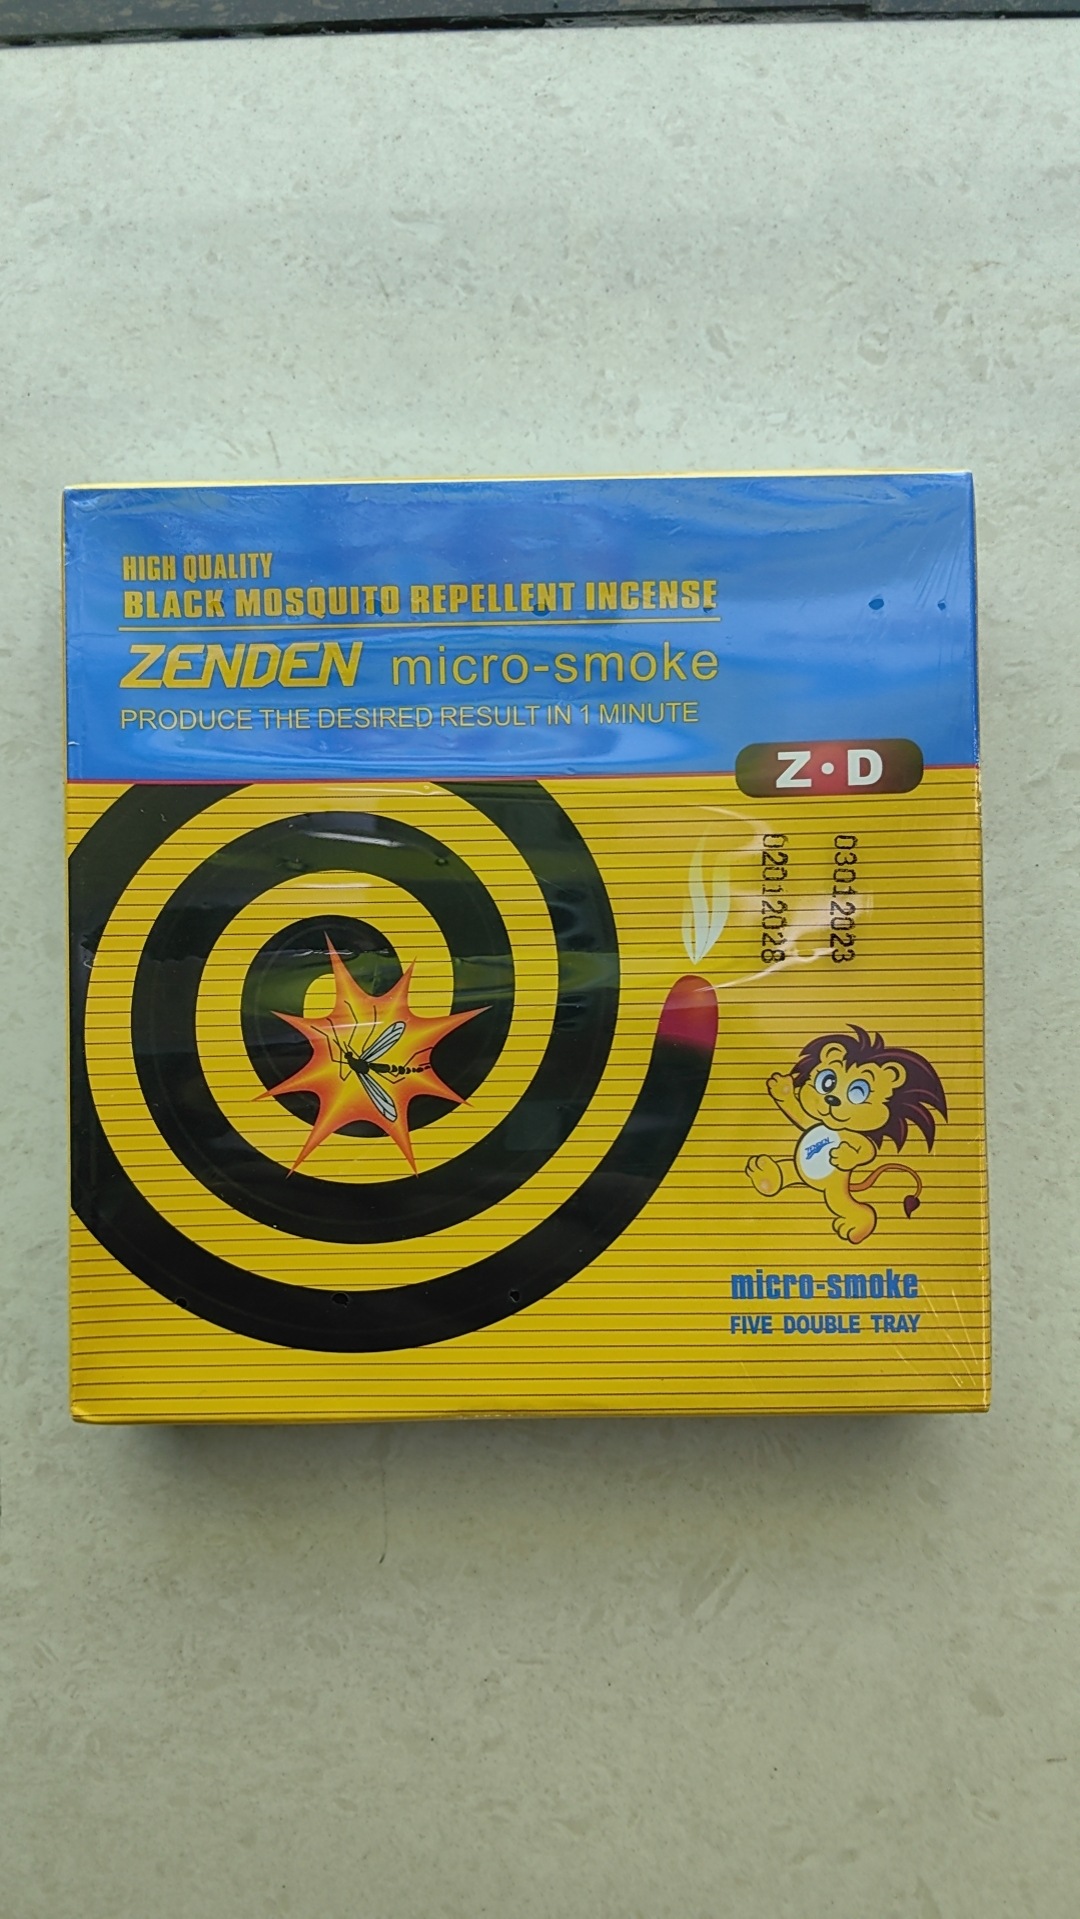 HIGH QUALITY
BLACK MOSQUITO REPELLENT INCENSE
ZENDEN micro-smoke
PRODUCE THE DESIRED RESULT IN 1 MINUTE
Z·D
03012023
02012028
ZENDEN
micro-smoke
FIVE DOUBLE TRAY